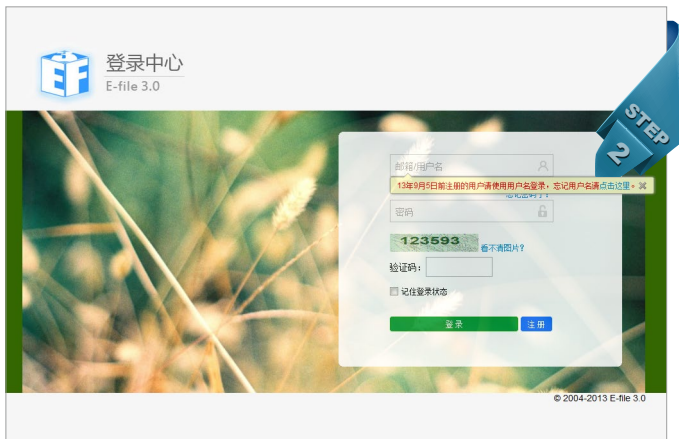 登录中心
E-file 3.0
STEP
2
邮箱/用户名
13年9月5日前注册的用户请使用用户名登录，忘记用户名请点击这里。
密码
123593
看不清图片?
验证码：
记住登录状态
登 录
注 册
© 2004-2013 E-file 3.0